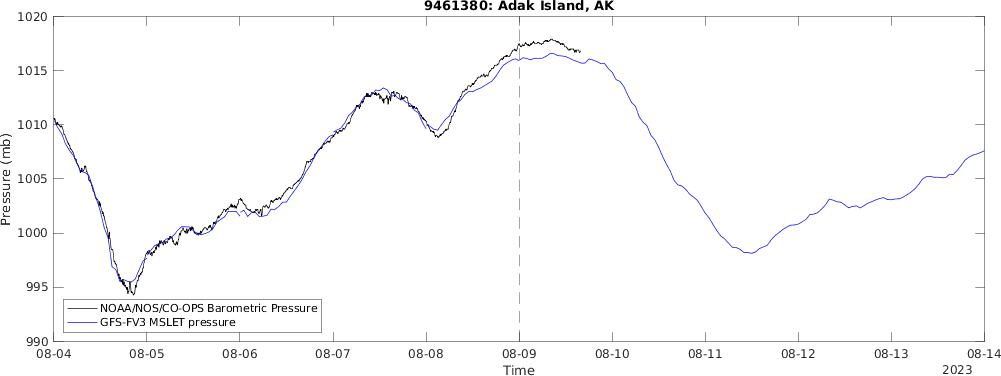 9461380: Adak Island, AK
Pressure (mb)
1020
1015
1010
1005
1000
995
990
NOAA/NOS/CO-OPS Barometric Pressure
GFS-FV3 MSLET pressure
08-04 08-05 08-06 08-07 08-08 08-09 08-10 08-11 08-12 08-13 08-14
Time
2023